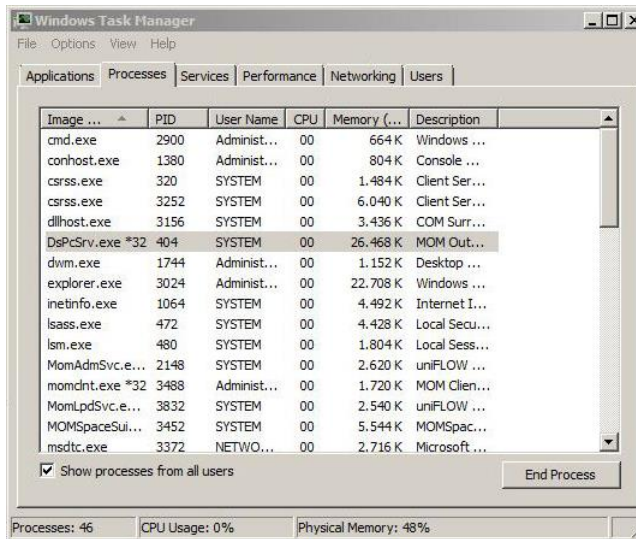 Windows Task Manager
File Options View Help
Applications Processes Services Performance Networking Users
Image ... PID User Name CPU Memory (... Description
cmd.exe 2900 Administ... 00 664 K Windows ...
conhost.exe 1380 Administ... 00 804 K Console ...
csrss.exe 320 SYSTEM 00 1.484 K Client Ser...
csrss.exe 3252 SYSTEM 00 6.040 K Client Ser...
dllhost.exe 3156 SYSTEM 00 3.436 K COM Surr...
DsPcSrv.exe *32 404 SYSTEM 00 26.468 K MOM Out...
dwm.exe 1744 Administ... 00 1.152 K Desktop ...
explorer.exe 3024 Administ... 00 22.708 K Windows ...
inetinfo.exe 1064 SYSTEM 00 4.492 K Internet I...
lsass.exe 472 SYSTEM 00 4.428 K Local Secu...
lsm.exe 480 SYSTEM 00 1.804 K Local Sess...
MomAdmSvc.e... 2148 SYSTEM 00 2.620 K uniFLOW ...
momclnt.exe *32 3488 Administ... 00 1.720 K MOM Clien...
MomLpdSvc.e... 3832 SYSTEM 00 2.540 K uniFLOW ...
MOMSpaceSui... 3452 SYSTEM 00 5.544 K MOMSpac...
msdtc.exe 3372 NETWO... 00 2.716 K Microsoft ...
Show processes from all users
End Process
Processes: 46 CPU Usage: 0% Physical Memory: 48%